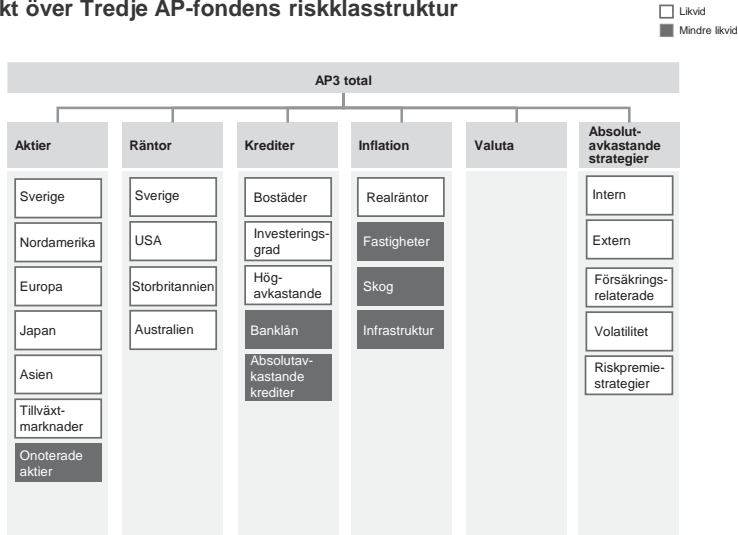 kt över Tredje AP-fondens riskklasstruktur
Likvid
Mindre likvid
AP3 total
Aktier
Räntor
Krediter
Inflation
Valuta
Absolut-
avkastande
strategier
Sverige
Nordamerika
Europa
Japan
Asien
Tillväxt-
marknader
Onoterade
aktier
Sverige
USA
Storbritannien
Australien
Bostäder
Investerings-
grad
Hög-
avkastande
Banklån
Absolutav-
kastande
krediter
Realräntor
Fastigheter
Skog
Infrastruktur
Intern
Extern
Försäkrings-
relaterade
Volatilitet
Riskpremie-
strategier